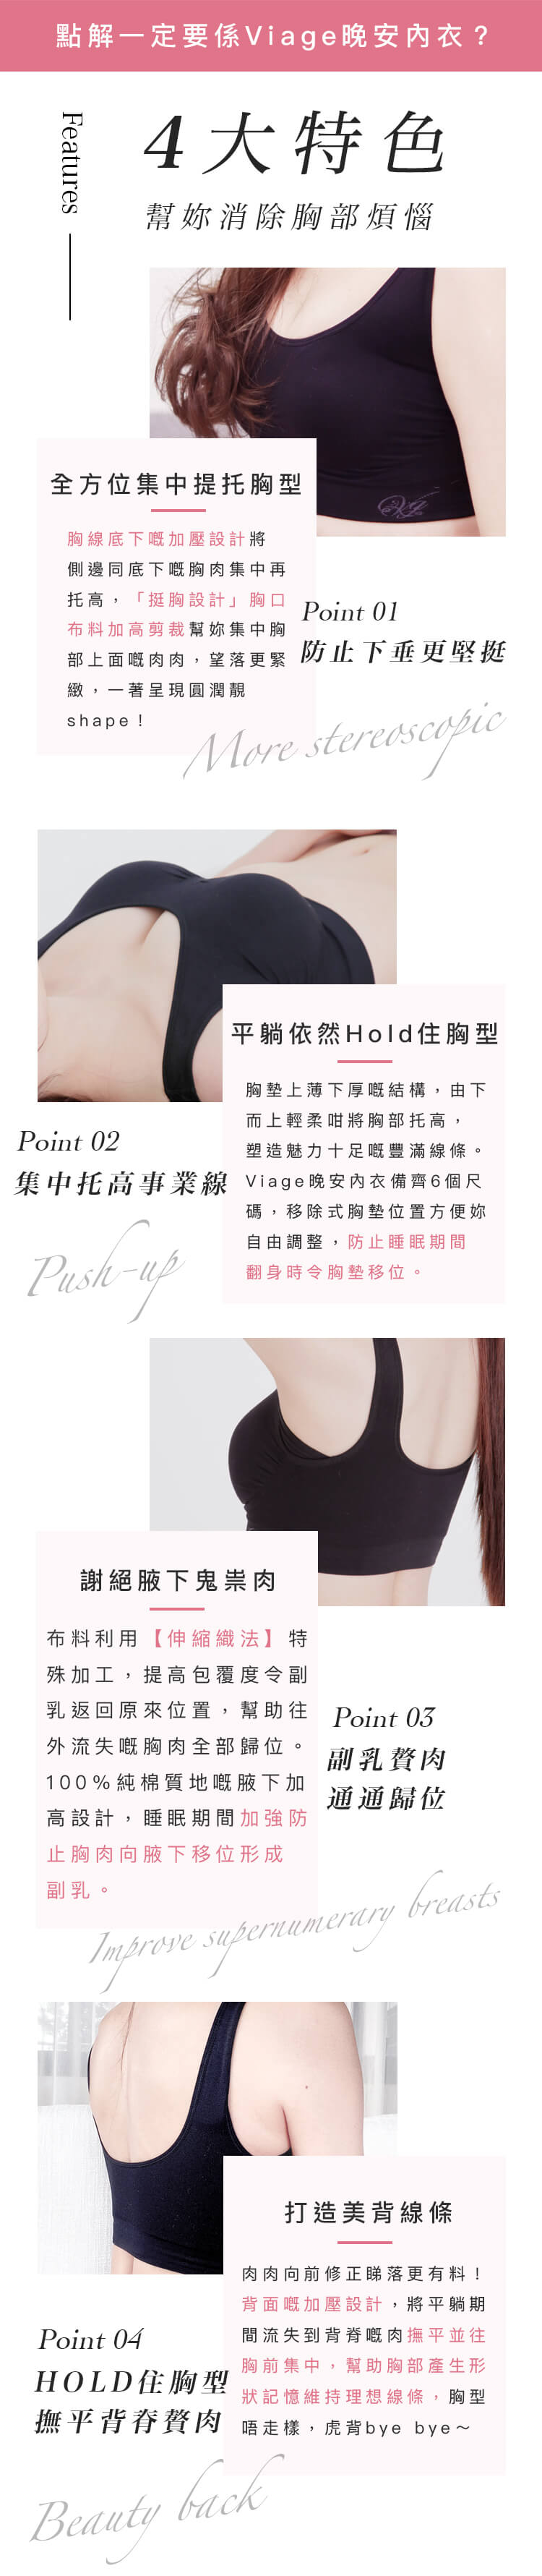 點解一定要係Viage晚安內衣？
Features
4大特色
幫妳消除胸部煩惱
全方位集中提托胸型
胸線底下嘅加壓設計將
側邊同底下嘅胸肉集中再
托高，「挺胸設計」胸口
布料加高剪裁幫妳集中胸
部上面嘅肉肉，望落更緊
緻，一著呈現圓潤靚
shape！
Point 01
防止下垂更堅挺
More stereoscopic
平躺依然Hold住胸型
胸墊上薄下厚嘅結構，由下
而上輕柔咁將胸部托高，
塑造魅力十足嘅豐滿線條。
Viage晚安內衣備齊6個尺
碼，移除式胸墊位置方便妳
自由調整，防止睡眠期間
翻身時令胸墊移位。
Point 02
集中托高事業線
Push-up
謝絕腋下鬼祟肉
布料利用【伸縮織法】特
殊加工，提高包覆度令副
乳返回原來位置，幫助往
外流失嘅胸肉全部歸位。
100%純棉質地嘅腋下加
高設計，睡眠期間加強防
止胸肉向腋下移位形成
副乳。
Point 03
副乳贅肉
通通歸位
Improve supernumerary breasts
打造美背線條
肉肉向前修正睇落更有料！
背面嘅加壓設計，將平躺期
間流失到背脊嘅肉撫平並往
胸前集中，幫助胸部產生形
狀記憶維持理想線條，胸型
唔走樣，虎背bye bye～
Point 04
HOLD住胸型
撫平背脊贅肉
Beauty back